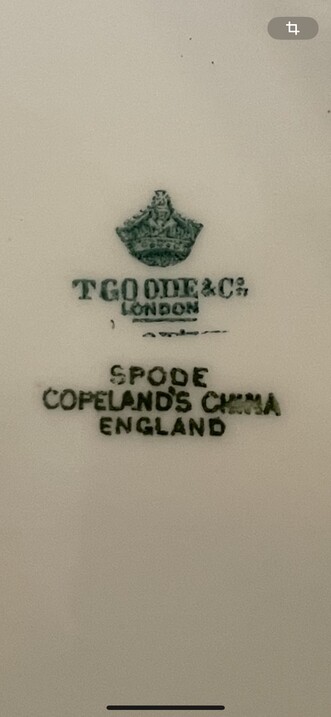 T GOODE & Co.
LONDON
SPODE
COPELAND'S CHINA
ENGLAND